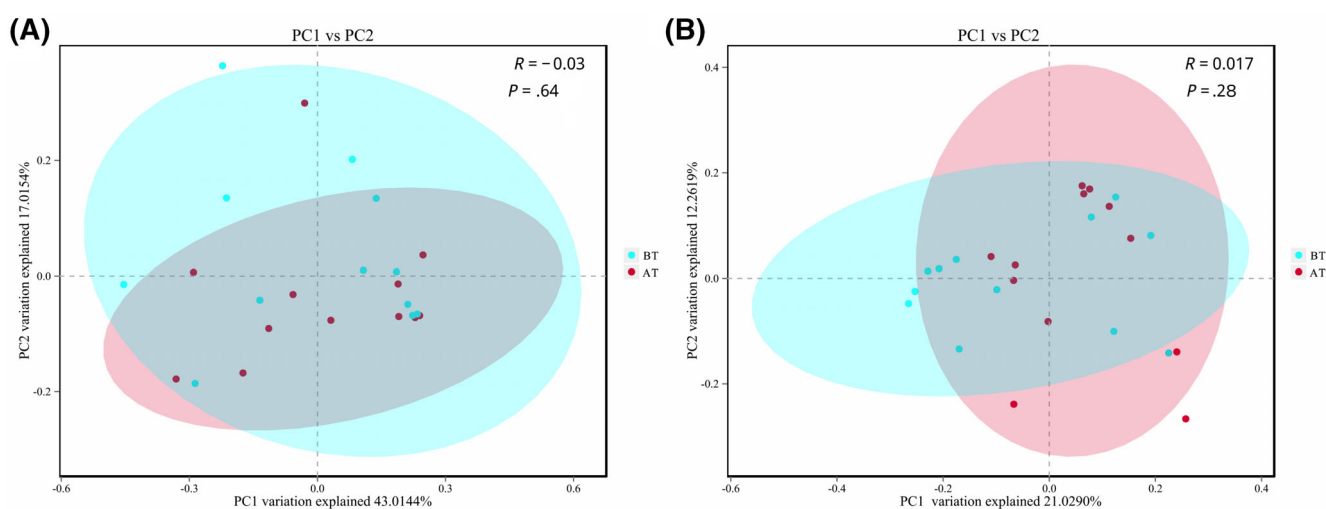 (A)
PC1 vs PC2
R = −0.03
P = .64
PC2 variation explained 17.0154%
0.2
0.0
-0.2
-0.6
-0.3
0.0
0.3
0.6
PC1 variation explained 43.0144%
BT
AT
(B)
PC1 vs PC2
R = 0.017
P = .28
PC2 variation explained 12.2619%
0.4
0.2
0.0
-0.2
-0.6
-0.4
-0.2
0.0
0.2
0.4
PC1 variation explained 21.0290%
BT
AT